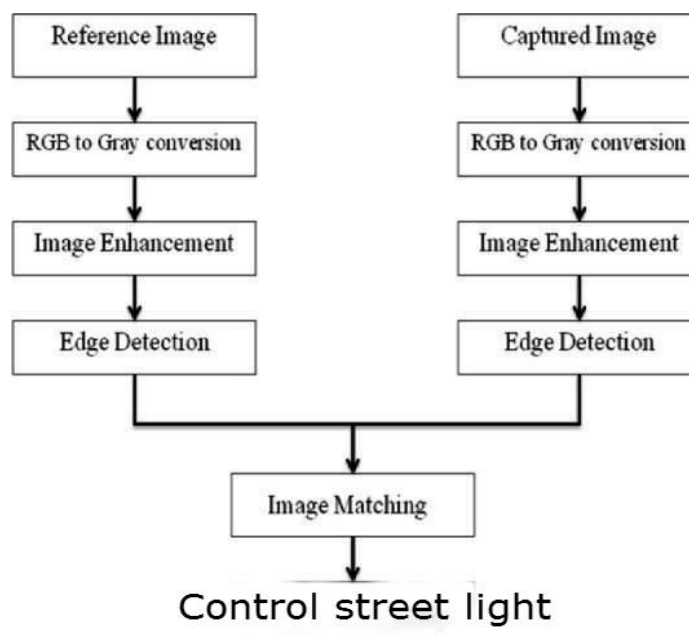 Reference Image
Captured Image
RGB to Gray conversion
RGB to Gray conversion
Image Enhancement
Image Enhancement
Edge Detection
Edge Detection
Image Matching
Control street light